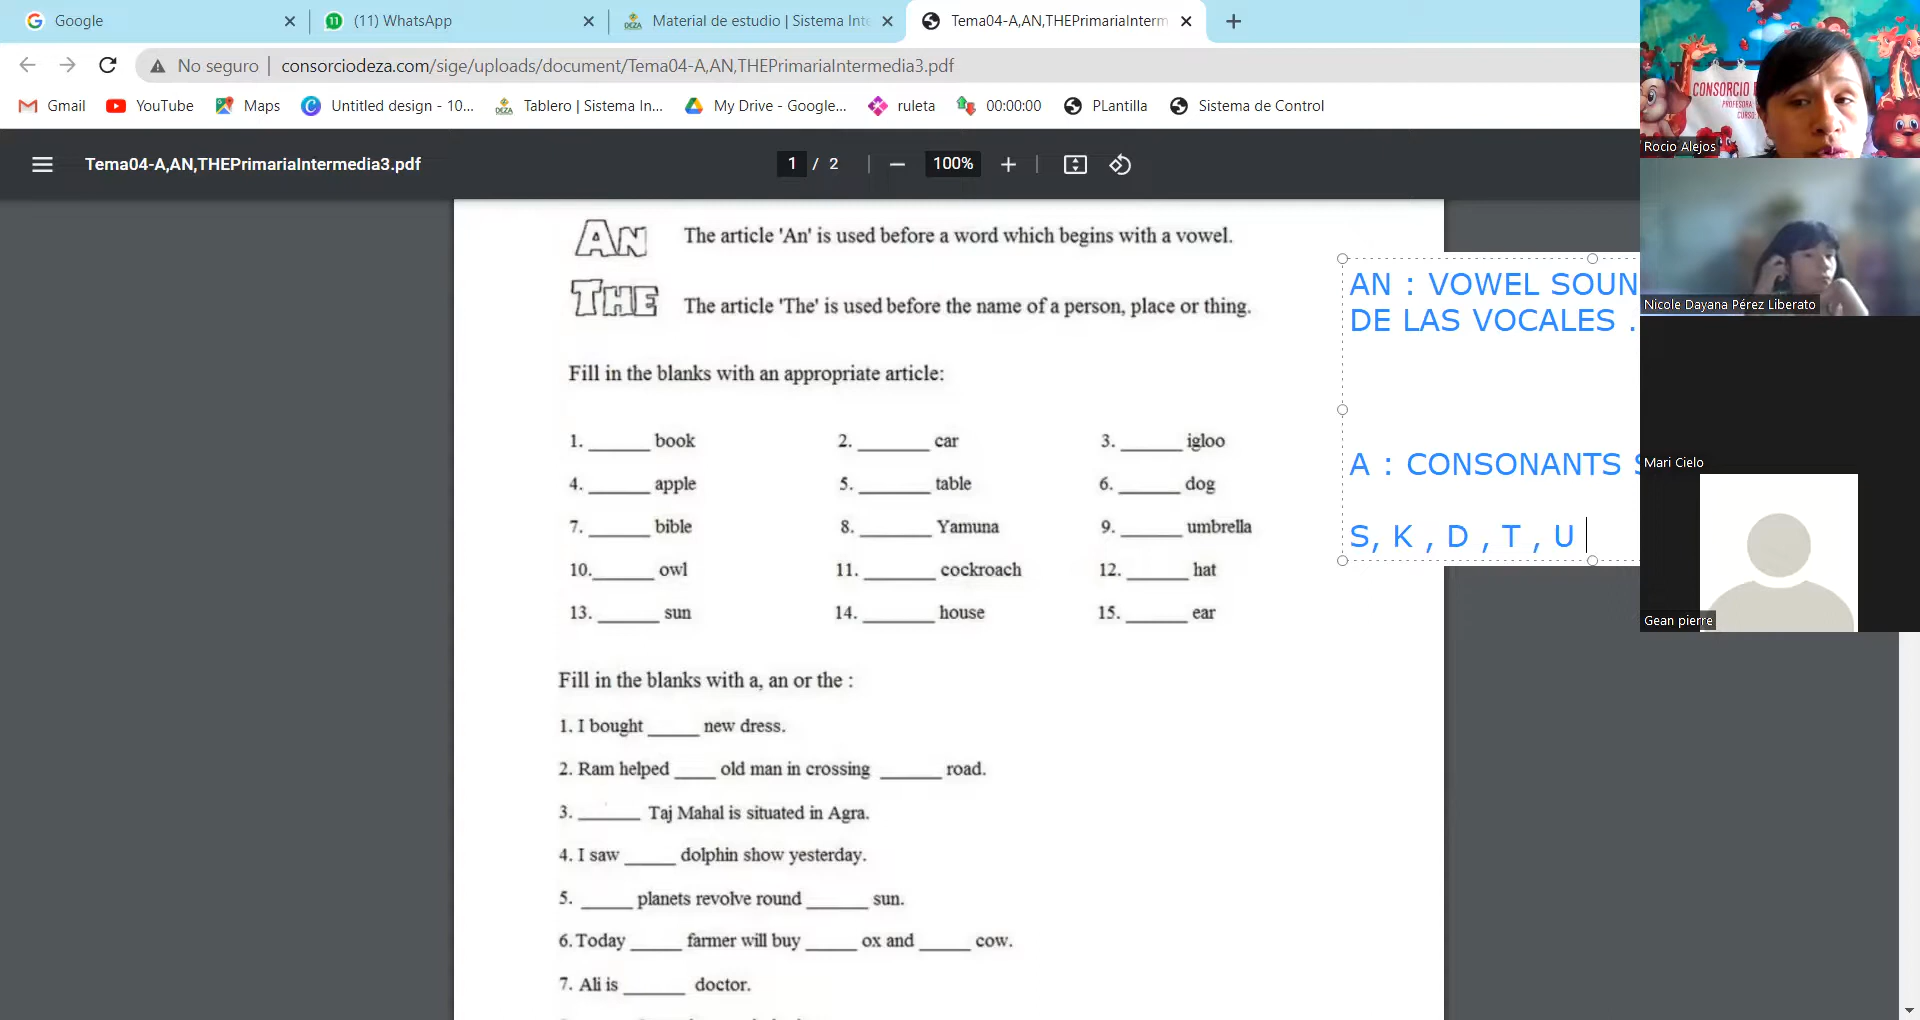 Google
(11) WhatsApp
Material de estudio | Sistema Inte
Tema04-A,AN,THEPrimariaInterm
No seguro
consorciodeza.com/sige/uploads/document/Tema04-A,AN,THEPrimariaIntermedia3.pdf
Gmail
YouTube
Maps
Untitled design - 10...
Tablero | Sistema In...
My Drive - Google...
ruleta
00:00:00
PLantilla
Sistema de Control
Tema04-A,AN,THEPrimariaIntermedia3.pdf
1 / 2
100%
AN The article 'An' is used before a word which begins with a vowel.
THE The article 'The' is used before the name of a person, place or thing.
Fill in the blanks with an appropriate article:
1. ______ book 2. _______ car 3. ______ igloo
4. ______ apple 5. _______ table 6. ______ dog
7. ______ bible 8. _______ Yamuna 9. ______ umbrella
10. ______ owl 11. _______ cockroach 12. ______ hat
13. ______ sun 14. _______ house 15. ______ ear
Fill in the blanks with a, an or the :
1. I bought _____ new dress.
2. Ram helped ____ old man in crossing ______ road.
3. ______ Taj Mahal is situated in Agra.
4. I saw _____ dolphin show yesterday.
5. _____ planets revolve round ______ sun.
6. Today _____ farmer will buy _____ ox and _____ cow.
7. Ali is ______ doctor.
AN : VOWEL SOUN
DE LAS VOCALES .
A : CONSONANTS S
S, K , D , T , U
CONSORCIO
Rocio Alejos
Nicole Dayana Pérez Liberato
Mari Cielo
Gean pierre